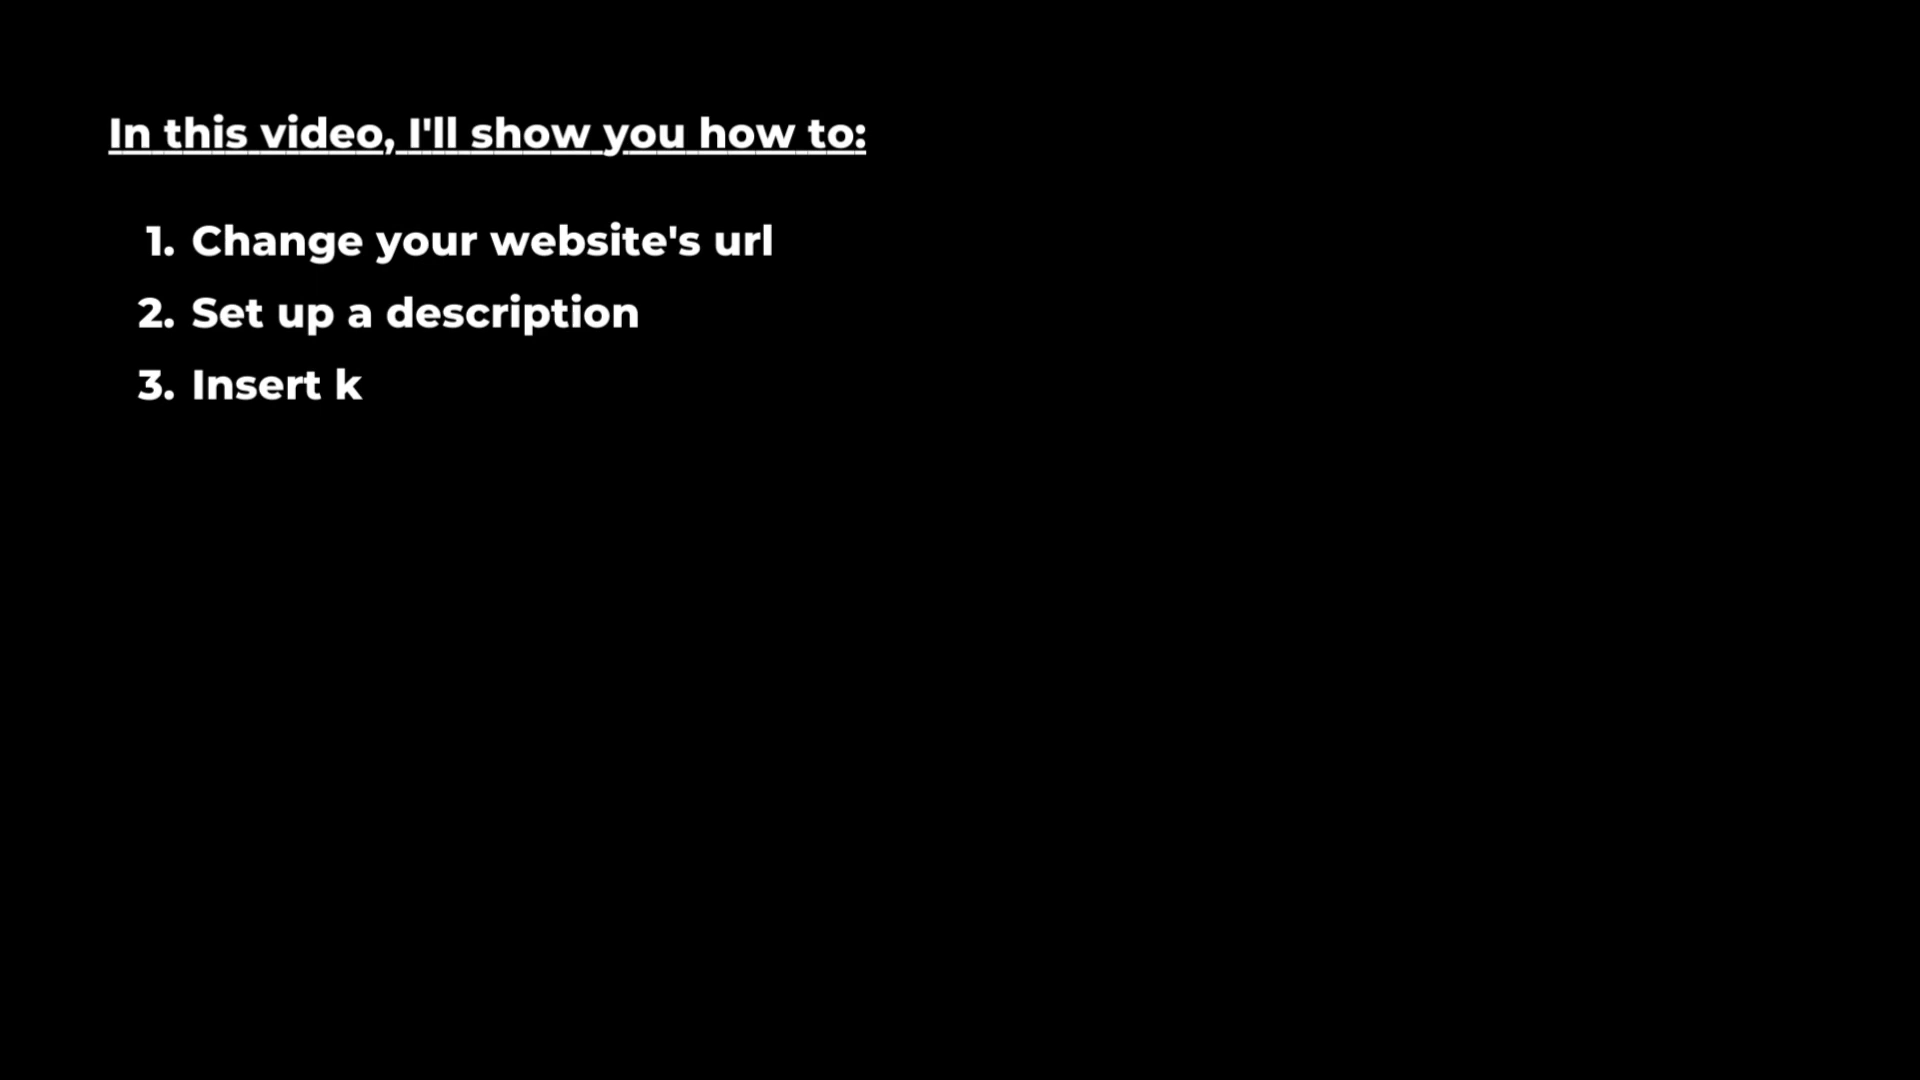 In this video, I'll show you how to:
1. Change your website's url
2. Set up a description
3. Insert k